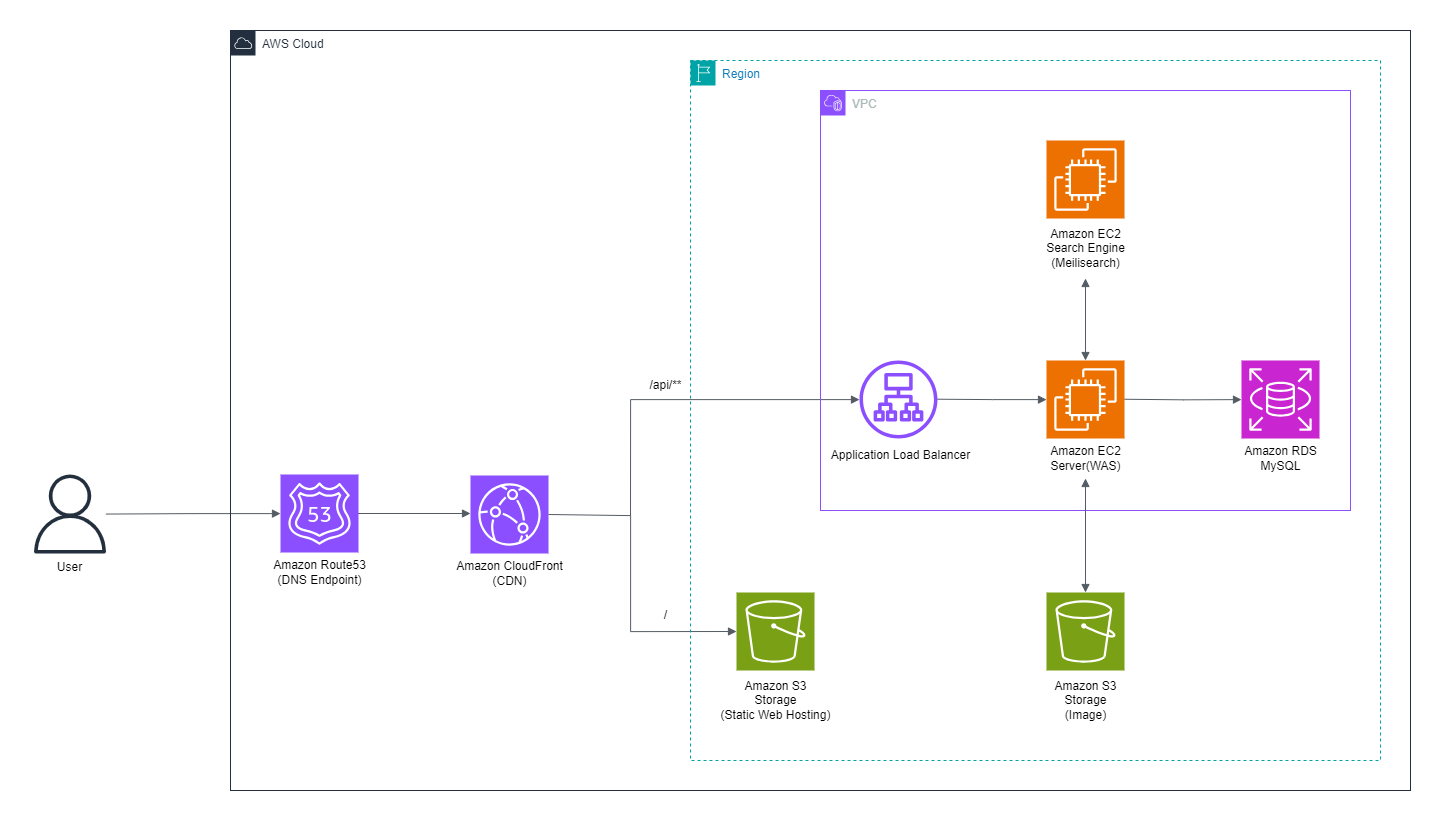 AWS Cloud
Region
VPC
Amazon EC2
Search Engine
(Meilisearch)
/api/**
Application Load Balancer
Amazon EC2
Server(WAS)
Amazon RDS
MySQL
User
53
Amazon Route53
(DNS Endpoint)
Amazon CloudFront
(CDN)
/
Amazon S3
Storage
(Static Web Hosting)
Amazon S3
Storage
(Image)